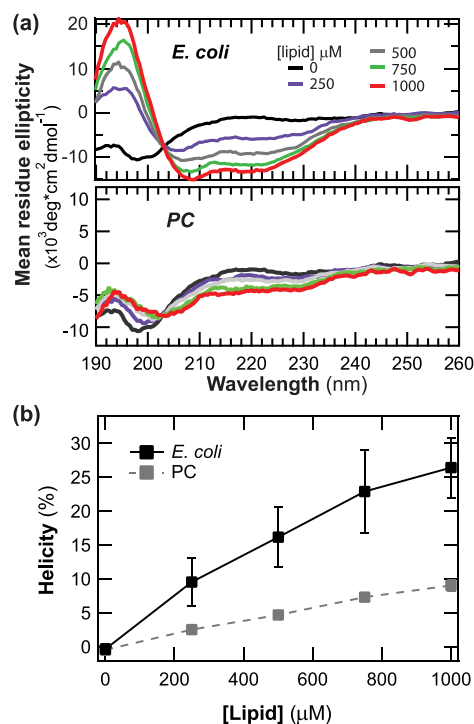 (a)
E. coli
[lipid] μM
0
250
500
750
1000
20
10
0
-10
PC
10
5
0
-5
-10
Mean residue ellipticity
(x10³deg*cm²dmol⁻¹)
190 200 210 220 230 240 250 260
Wavelength (nm)
(b)
E. coli
PC
30
25
20
15
10
5
0
Helicity (%)
0 200 400 600 800 1000
[Lipid] (μM)